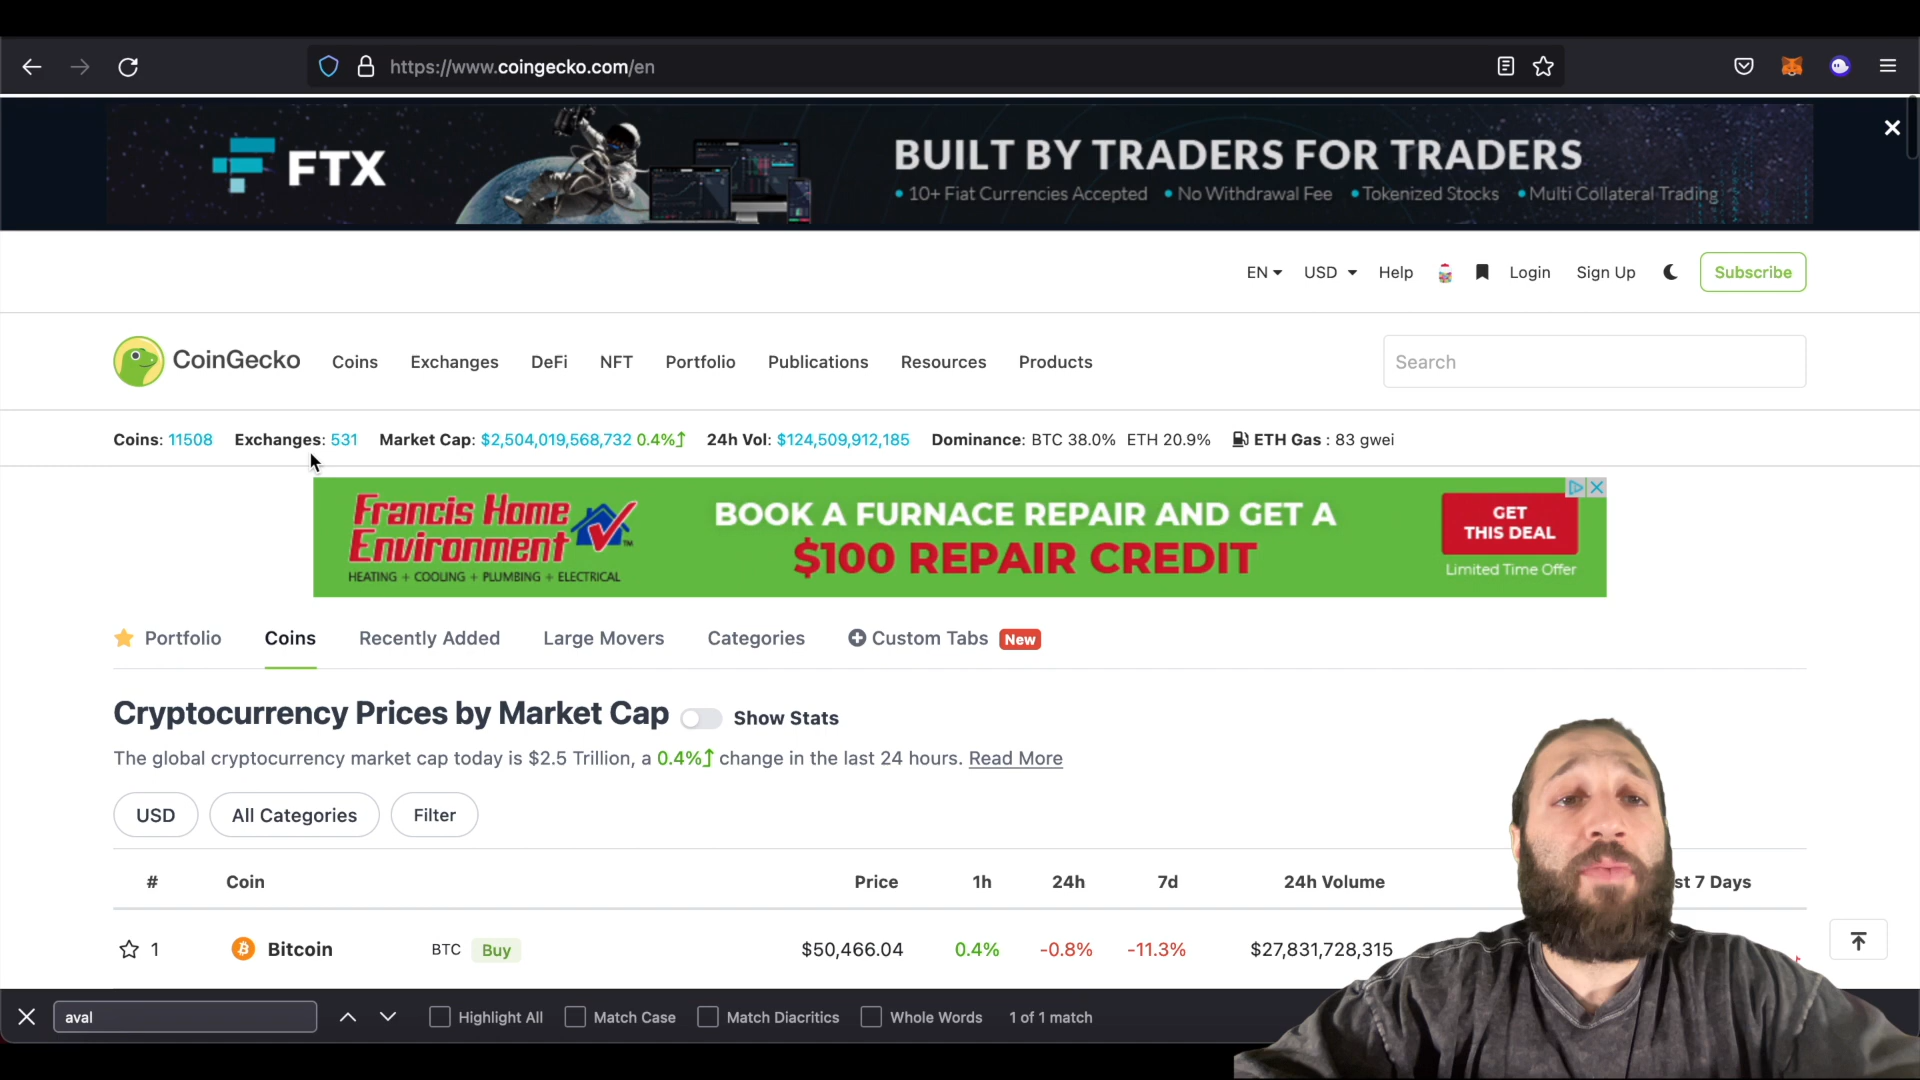 https://www.coingecko.com/en
FTX
BUILT BY TRADERS FOR TRADERS
• 10+ Fiat Currencies Accepted • No Withdrawal Fee • Tokenized Stocks • Multi Collateral Trading
EN USD Help Login Sign Up Subscribe
CoinGecko Coins Exchanges DeFi NFT Portfolio Publications Resources Products Search
Coins: 11508 Exchanges: 531 Market Cap: $2,504,019,568,732 0.4% 24h Vol: $124,509,912,185 Dominance: BTC 38.0% ETH 20.9% ETH Gas : 83 gwei
Francis Home
Environment™
HEATING + COOLING + PLUMBING + ELECTRICAL
BOOK A FURNACE REPAIR AND GET A
$100 REPAIR CREDIT
GET
THIS DEAL
Limited Time Offer
Portfolio Coins Recently Added Large Movers Categories Custom Tabs New
Cryptocurrency Prices by Market Cap Show Stats
The global cryptocurrency market cap today is $2.5 Trillion, a 0.4% change in the last 24 hours. Read More
USD All Categories Filter
# Coin Price 1h 24h 7d 24h Volume st 7 Days
1 Bitcoin BTC Buy $50,466.04 0.4% -0.8% -11.3% $27,831,728,315
aval Highlight All Match Case Match Diacritics Whole Words 1 of 1 match